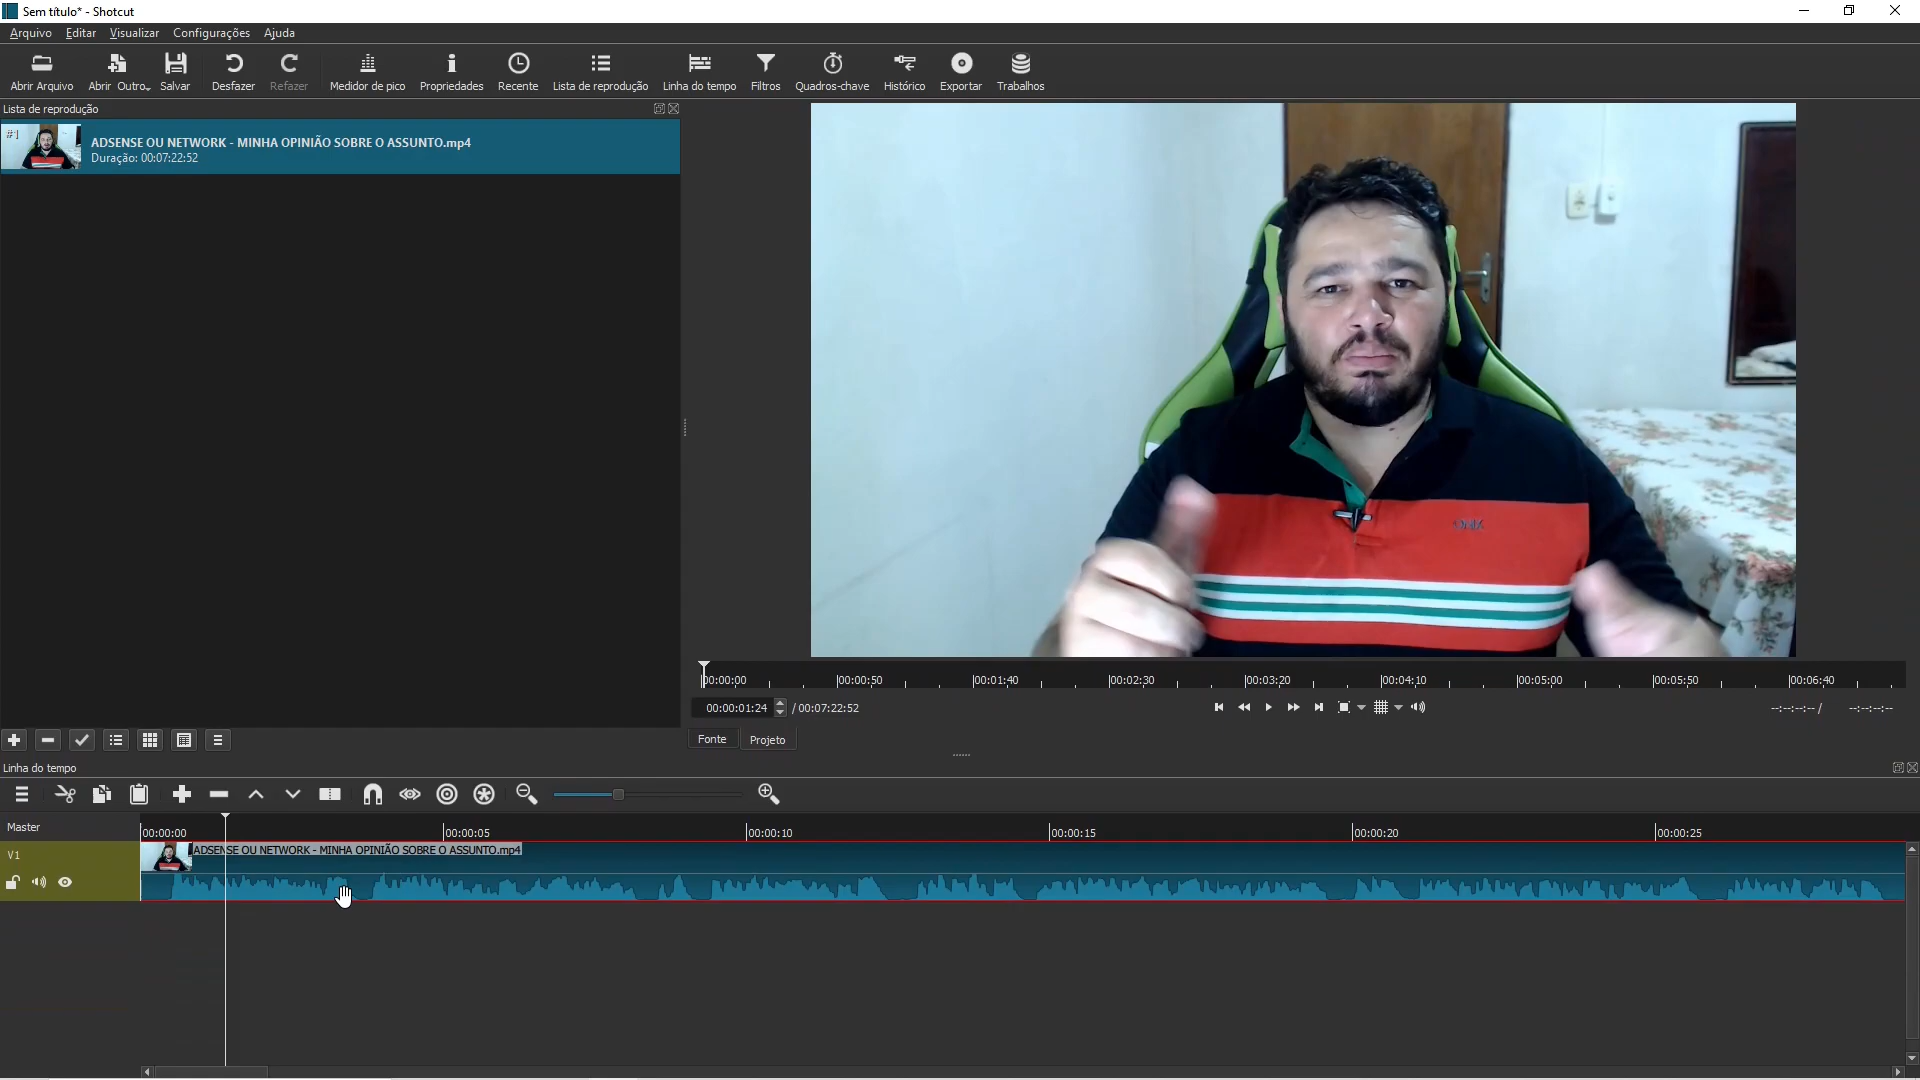 Sem título* - Shotcut
Arquivo Editar Visualizar Configurações Ajuda
Abrir Arquivo Abrir Outro Salvar Desfazer Refazer Medidor de pico Propriedades Recente Lista de reprodução Linha do tempo Filtros Quadros-chave Histórico Exportar Trabalhos
Lista de reprodução
#1
ADSENSE OU NETWORK - MINHA OPINIÃO SOBRE O ASSUNTO.mp4
Duração: 00:07:22:52
00:00:00 00:00:50 00:01:40 00:02:30 00:03:20 00:04:10 00:05:00 00:05:50 00:06:40
00:00:01:24 / 00:07:22:52 --:--:--:-- / --:--:--:--
Fonte Projeto
Linha do tempo
Master 00:00:00 00:00:05 00:00:10 00:00:15 00:00:20 00:00:25
V1 ADSENSE OU NETWORK - MINHA OPINIÃO SOBRE O ASSUNTO.mp4